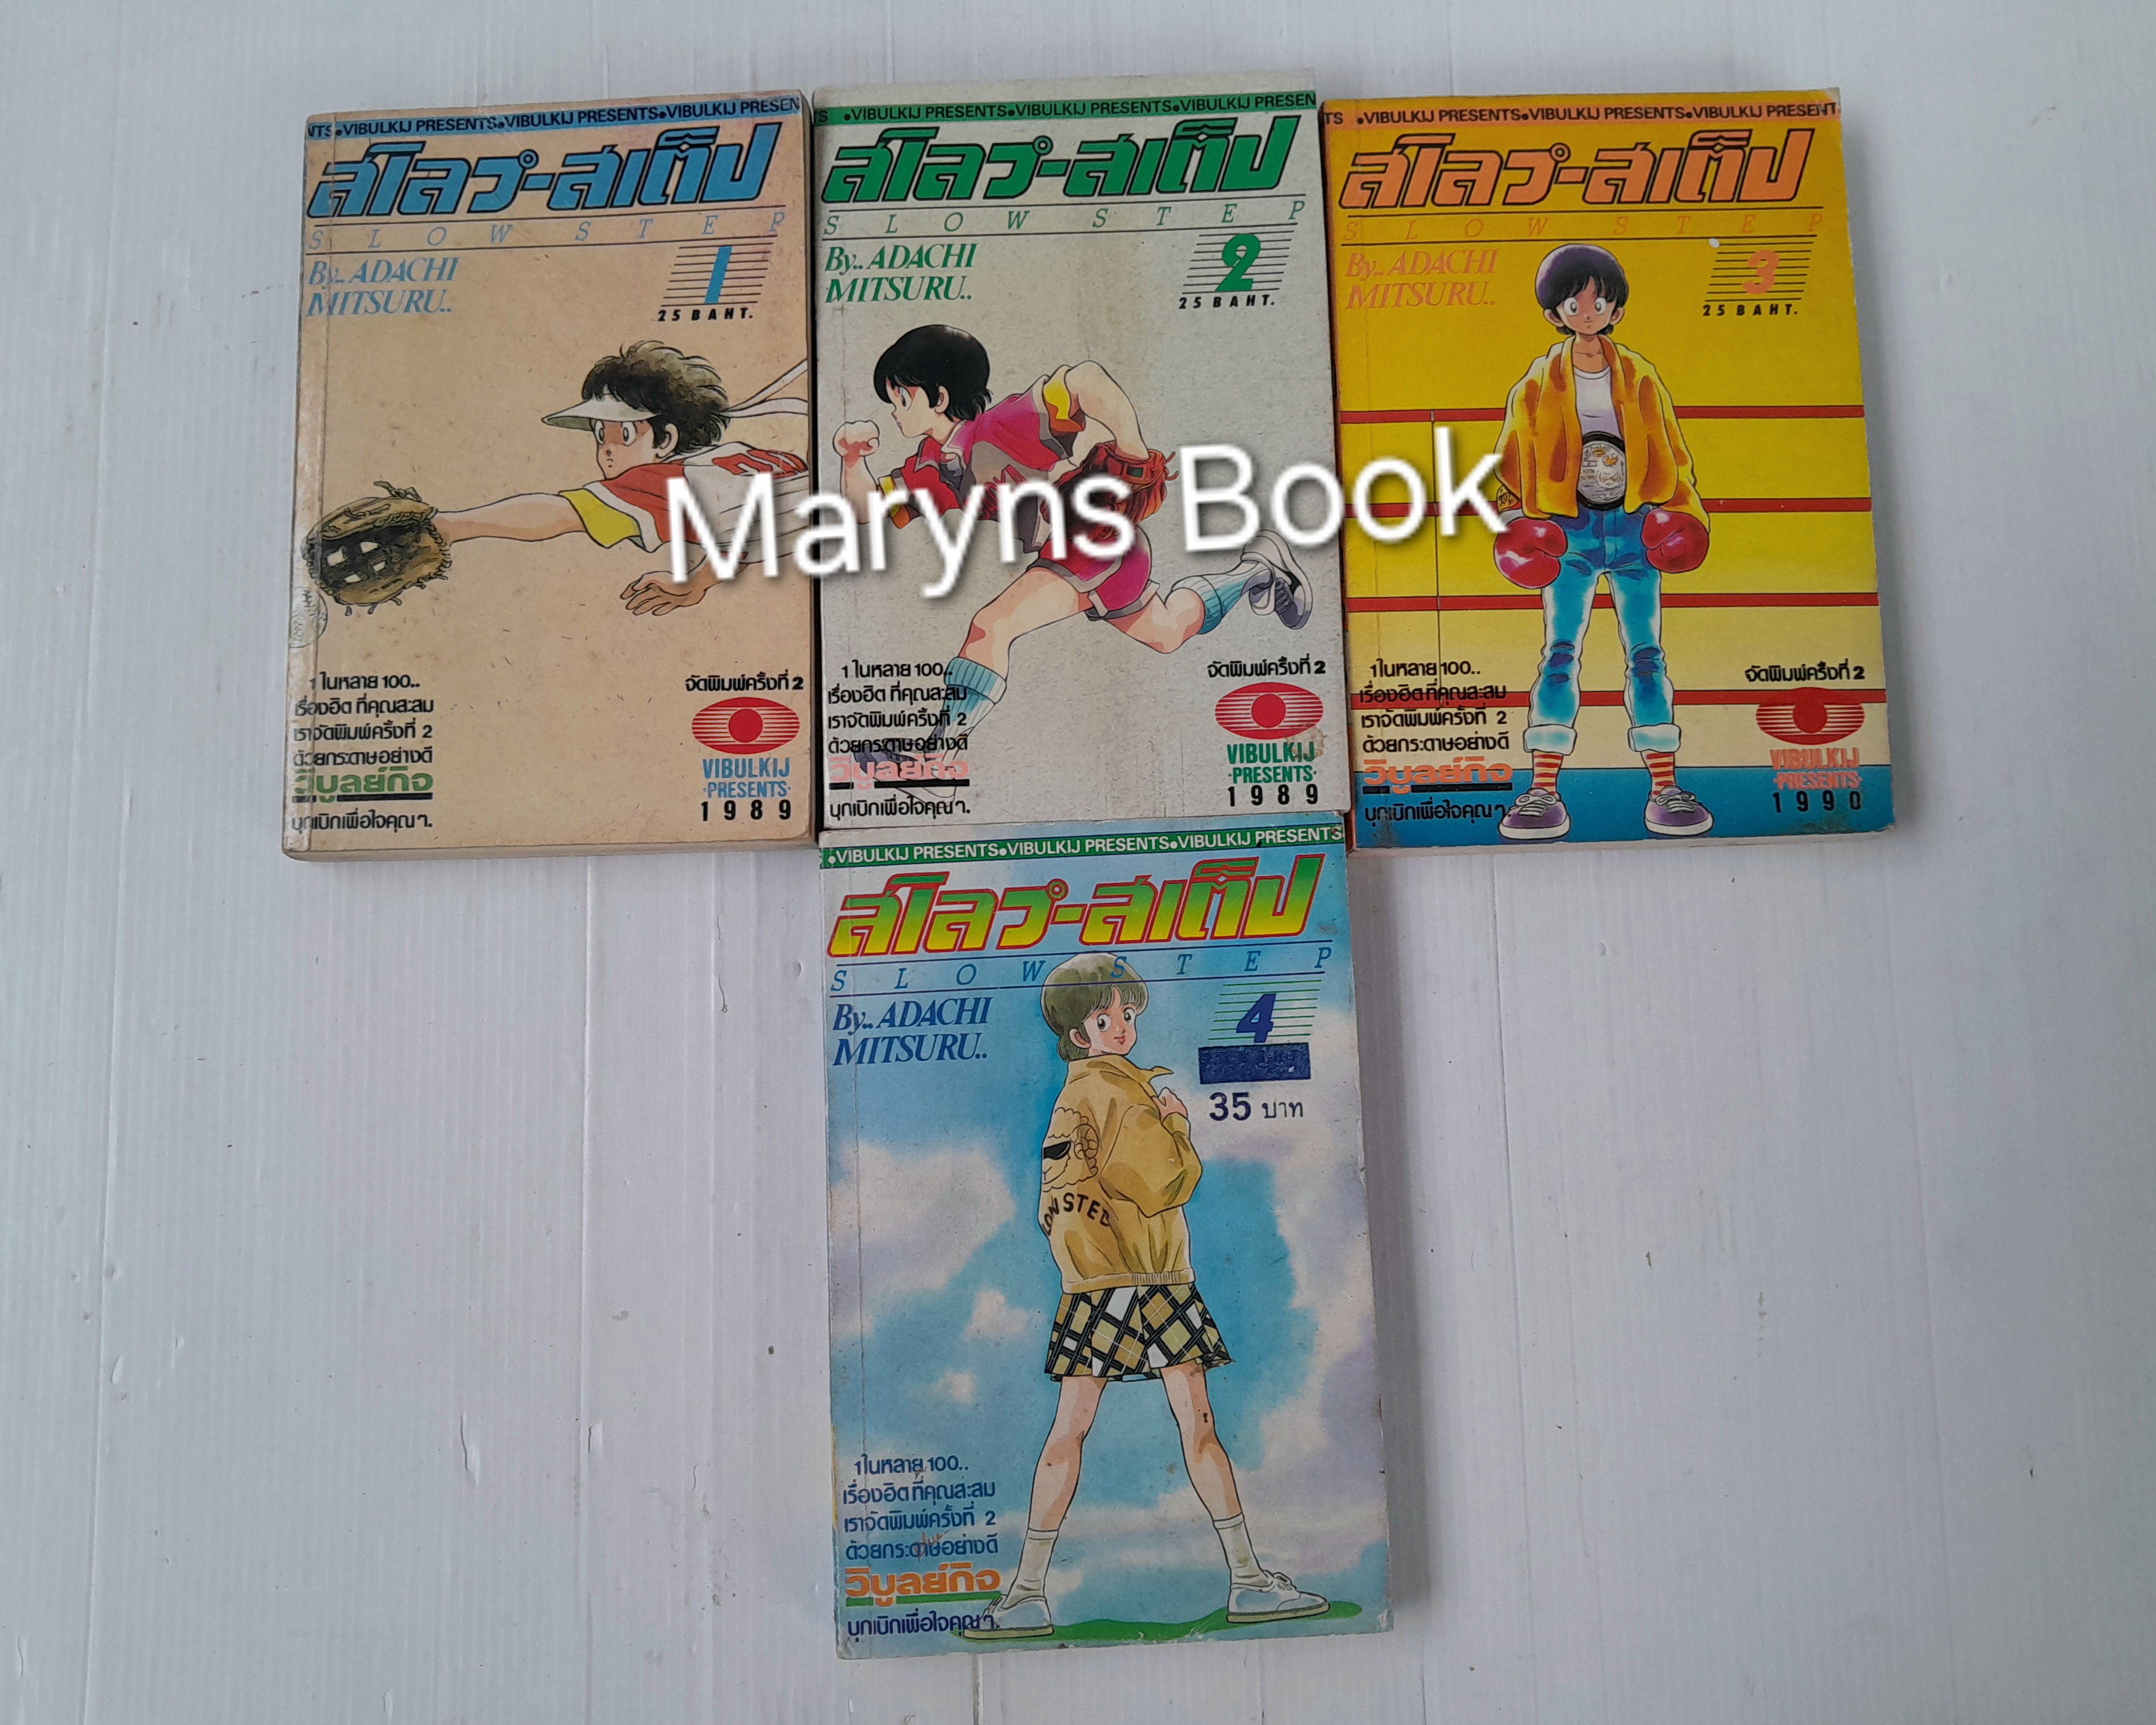 NTS•VIBULKIJ PRESENTS•VIBULKIJ PRESENTS•VIBULKIJ PRESEN
สโลว์-สเต็ป
SLOW STEP
By.. ADACHI
MITSURU..
1
25 BAHT.
1 ในหลาย 100..
เรื่องฮิต ที่คุณสะสม
เราจัดพิมพ์ครั้งที่ 2
ด้วยกระดาษอย่างดี
วิบูลย์กิจ
บุกเบิกเพื่อใจคุณๆ.
จัดพิมพ์ครั้งที่ 2
VIBULKIJ
·PRESENTS·
1989
TS •VIBULKIJ PRESENTS•VIBULKIJ PRESENTS•VIBULKIJ PRESEN
สโลว์-สเต็ป
SLOW STEP
By.. ADACHI
MITSURU..
2
25 BAHT.
1 ในหลาย 100..
เรื่องฮิต ที่คุณสะสม
เราจัดพิมพ์ครั้งที่ 2
ด้วยกระดาษอย่างดี
วิบูลย์กิจ
บุกเบิกเพื่อใจคุณๆ.
จัดพิมพ์ครั้งที่ 2
VIBULKIJ
·PRESENTS·
1989
TS •VIBULKIJ PRESENTS•VIBULKIJ PRESENTS•VIBULKIJ PRESENT
สโลว์-สเต็ป
SLOW STEP
By.. ADACHI
MITSURU..
3
25 BAHT.
1ในหลาย 100..
เรื่องฮิตที่คุณสะสม
เราจัดพิมพ์ครั้งที่ 2
ด้วยกระดาษอย่างดี
วิบูลย์กิจ
บุกเบิกเพื่อใจคุณๆ.
จัดพิมพ์ครั้งที่ 2
VIBULKIJ
·PRESENTS·
1990
Maryns Book
•VIBULKIJ PRESENTS•VIBULKIJ PRESENTS•VIBULKIJ PRESENTS
สโลว์-สเต็ป
SLOW STEP
By.. ADACHI
MITSURU..
4
35 บาท
1ในหลาย 100..
เรื่องฮิตที่คุณสะสม
เราจัดพิมพ์ครั้งที่ 2
ด้วยกระดาษอย่างดี
วิบูลย์กิจ
บุกเบิกเพื่อใจคุณๆ.